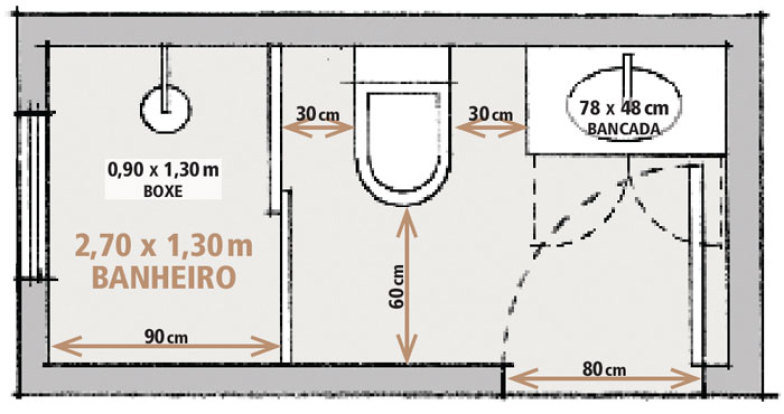 30 cm
30 cm
78 x 48 cm
BANCADA
0,90 x 1,30 m
BOXE
2,70 x 1,30 m
BANHEIRO
60 cm
90 cm
80 cm